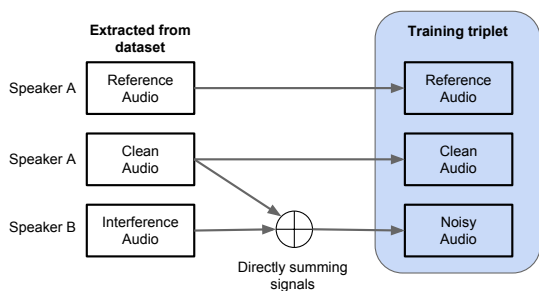 Extracted from
dataset
Training triplet
Speaker A
Reference
Audio
Reference
Audio
Speaker A
Clean
Audio
Clean
Audio
Speaker B
Interference
Audio
Noisy
Audio
Directly summing
signals